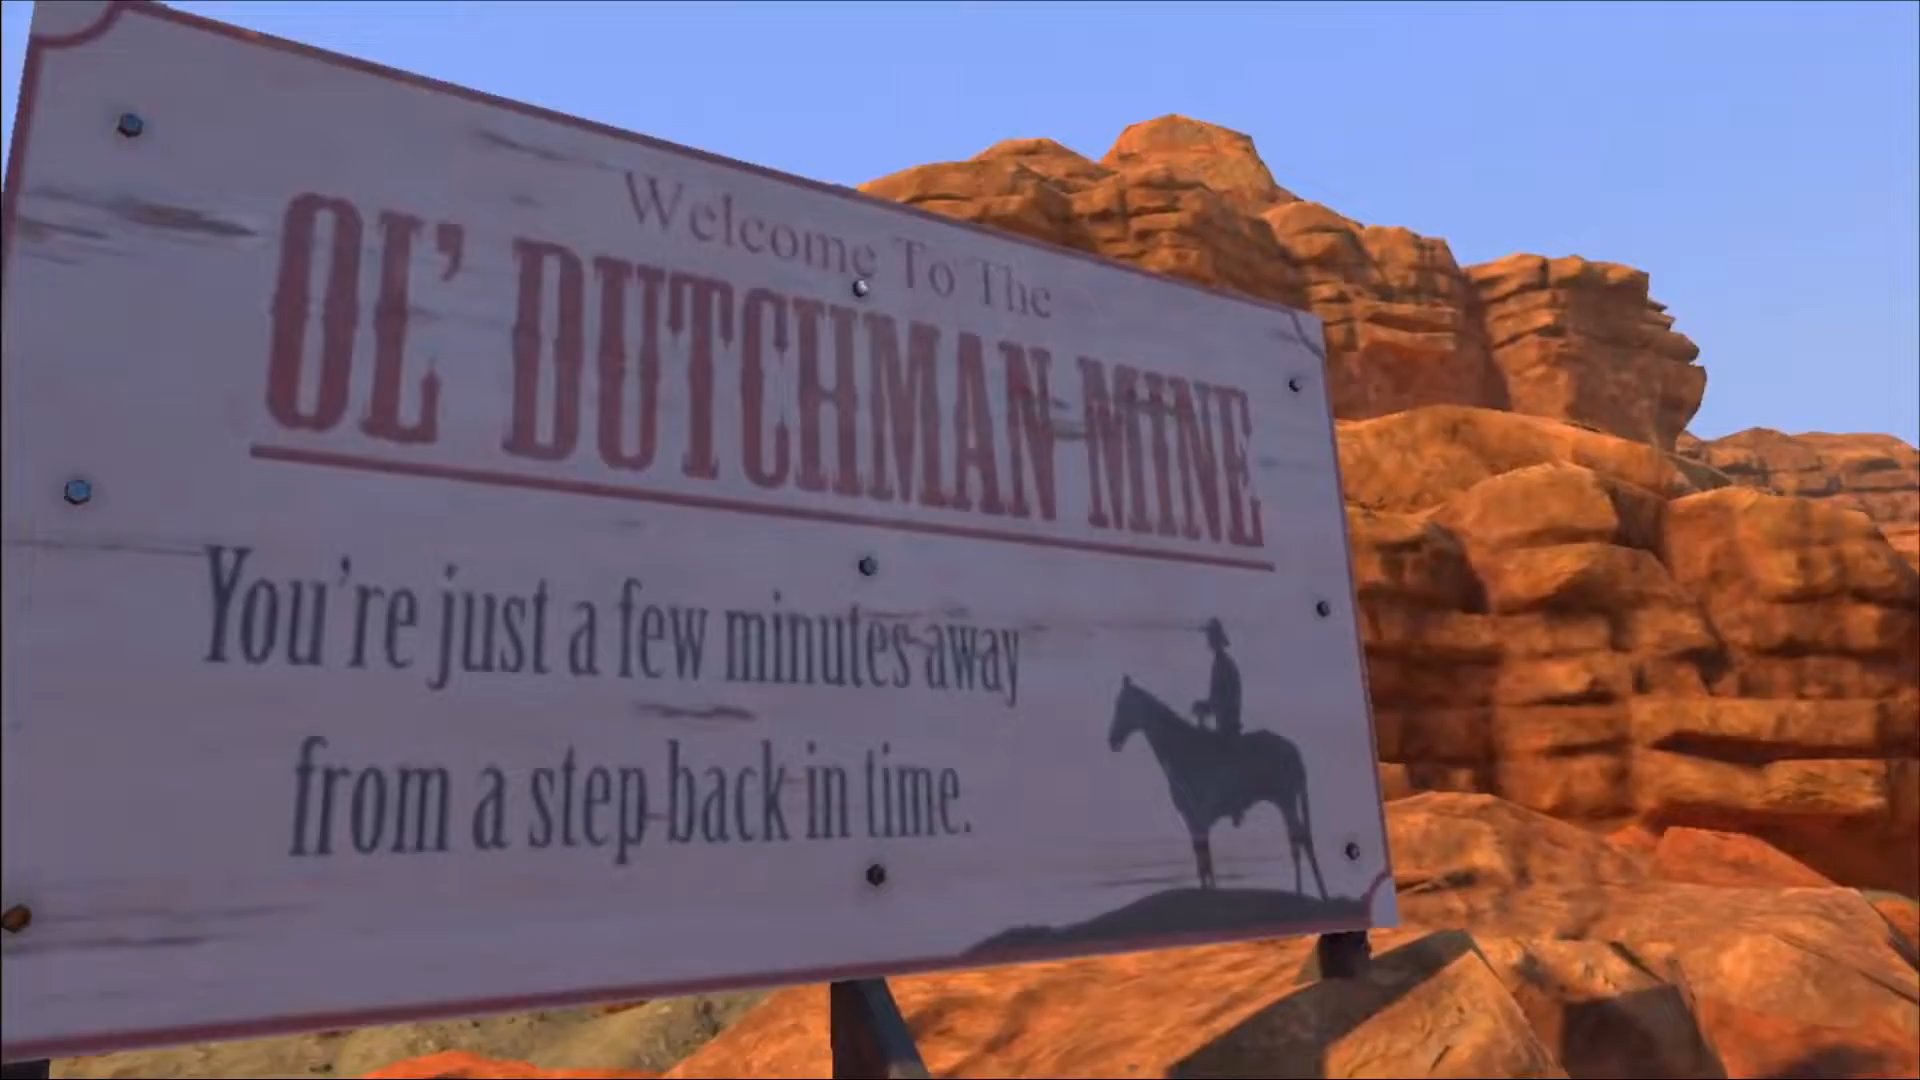 Welcome To The
OL' DUTCHMAN MINE
You're just a few minutes away
from a step back in time.